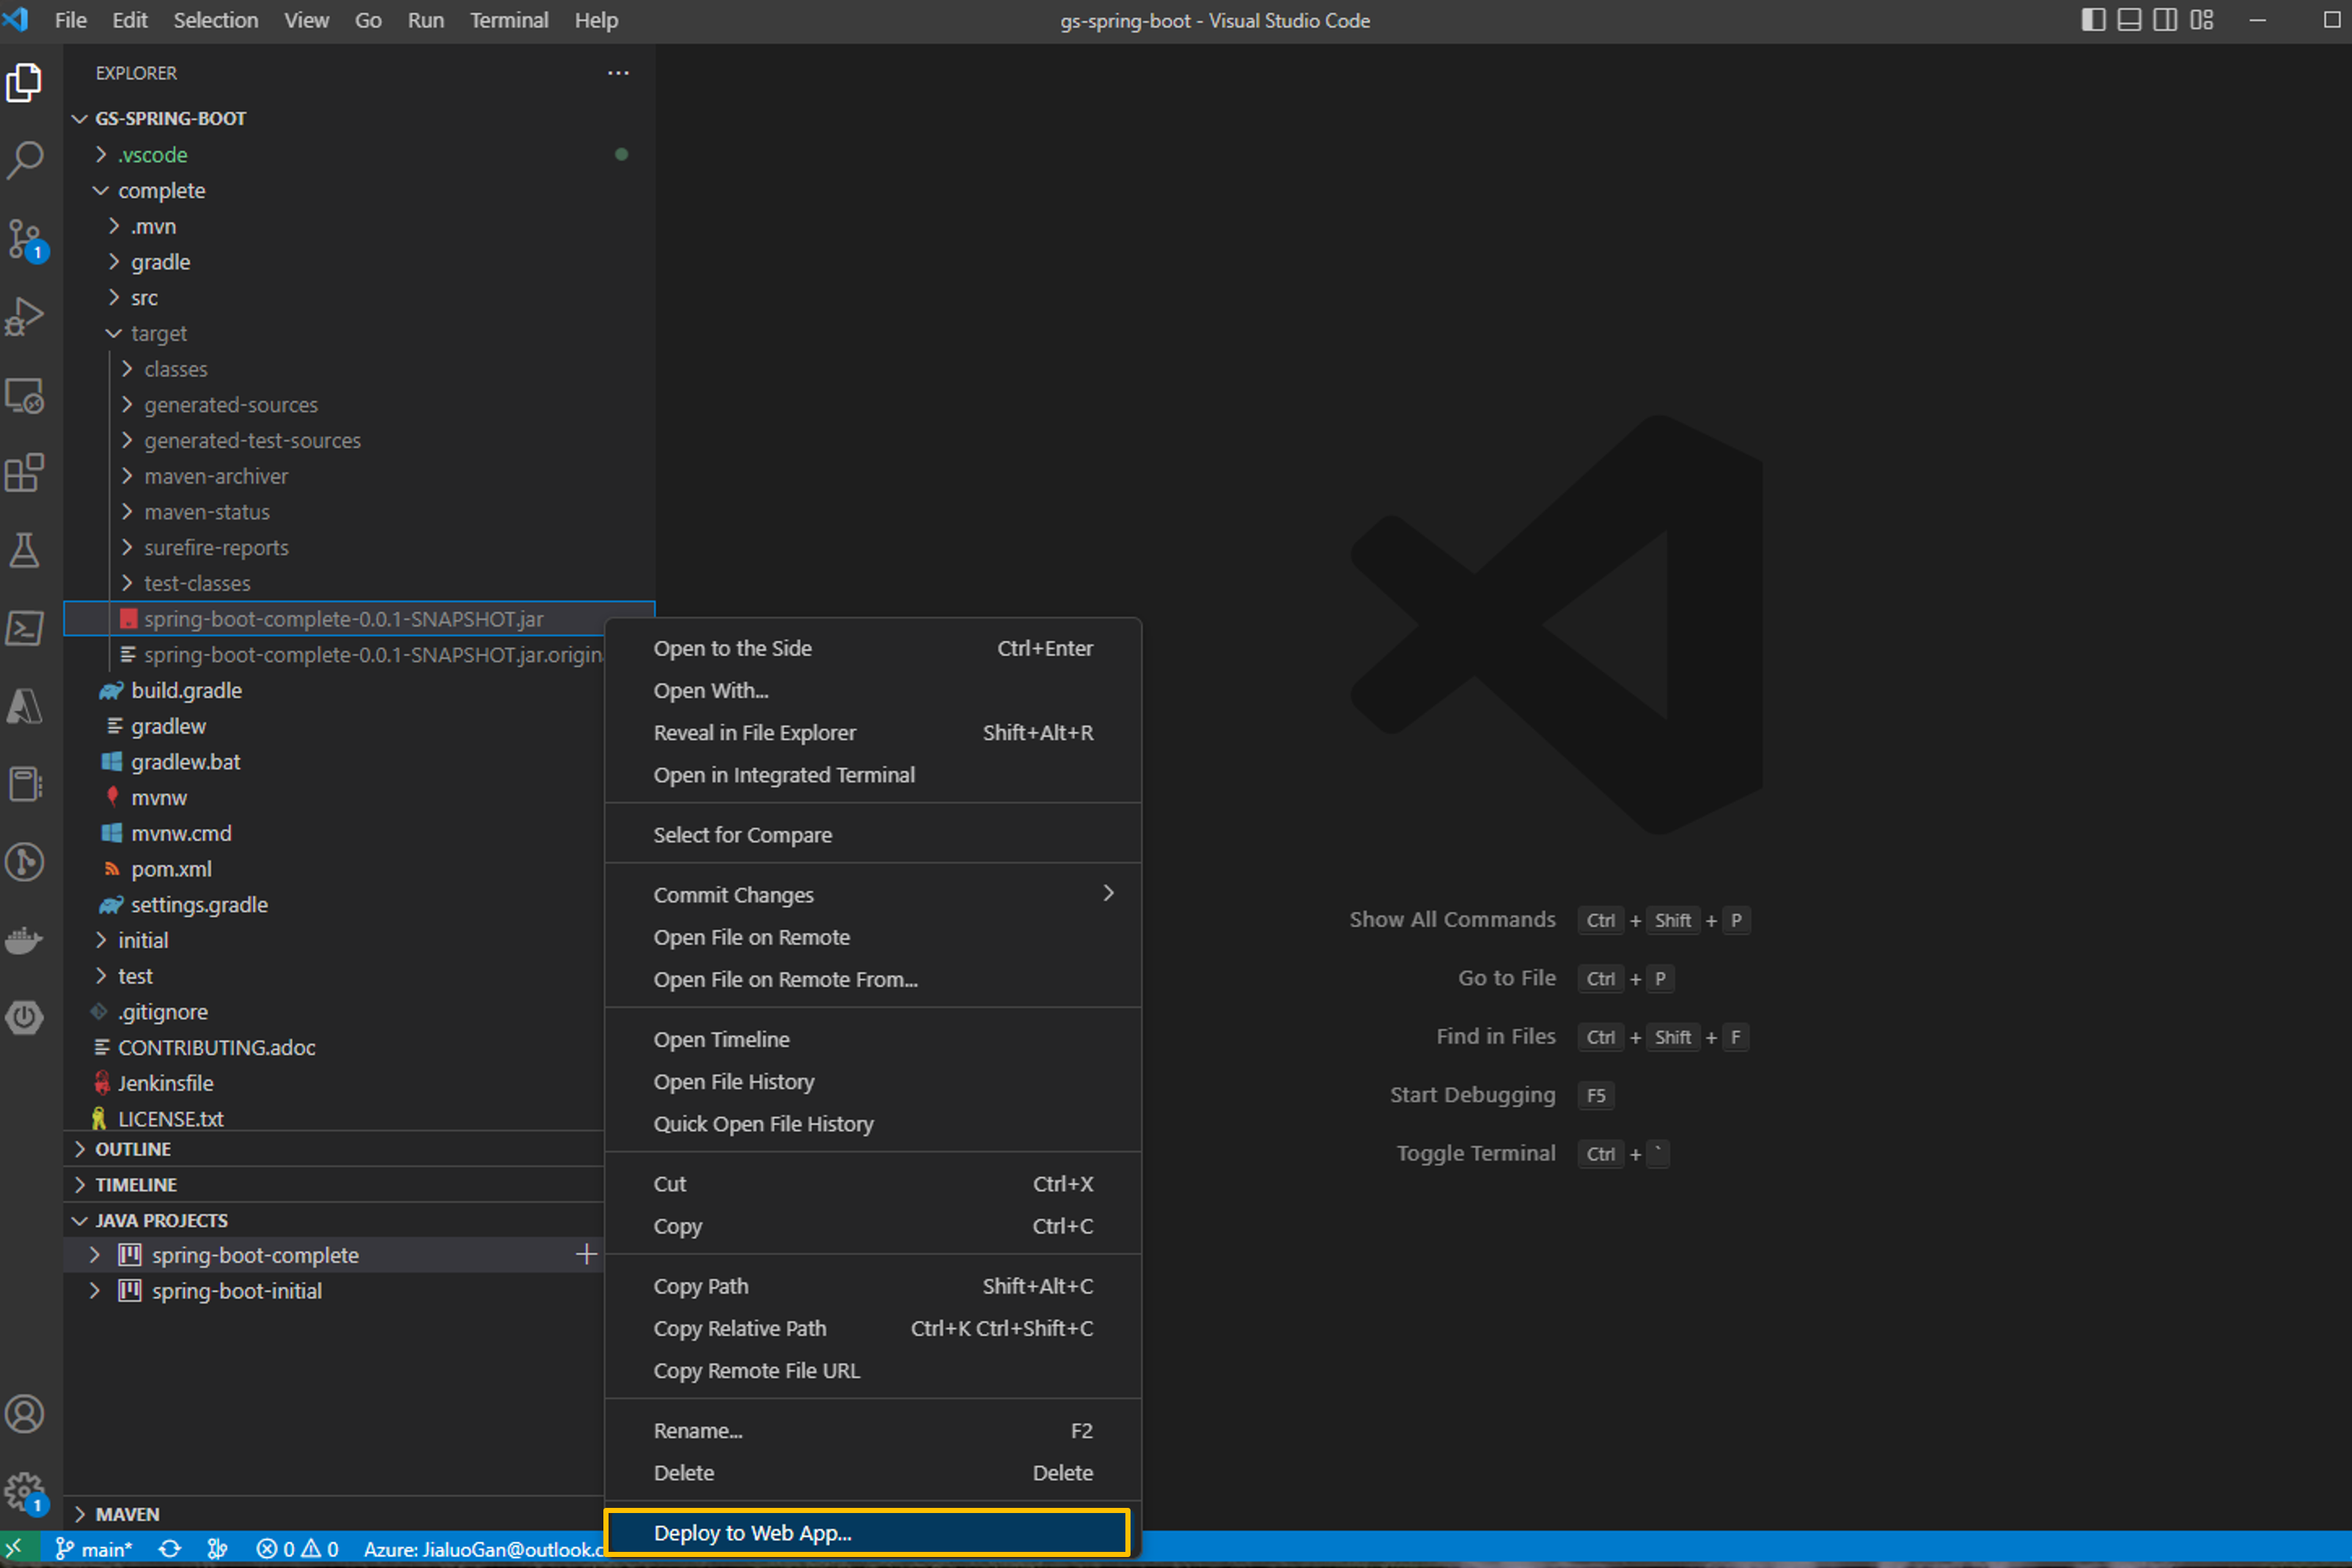 File Edit Selection View Go Run Terminal Help
gs-spring-boot - Visual Studio Code
EXPLORER
GS-SPRING-BOOT
.vscode
complete
.mvn
gradle
src
target
classes
generated-sources
generated-test-sources
maven-archiver
maven-status
surefire-reports
test-classes
spring-boot-complete-0.0.1-SNAPSHOT.jar
spring-boot-complete-0.0.1-SNAPSHOT.jar.origin
build.gradle
gradlew
gradlew.bat
mvnw
mvnw.cmd
pom.xml
settings.gradle
initial
test
.gitignore
CONTRIBUTING.adoc
Jenkinsfile
LICENSE.txt
OUTLINE
TIMELINE
JAVA PROJECTS
spring-boot-complete
spring-boot-initial
MAVEN
1
1
Open to the Side Ctrl+Enter
Open With...
Reveal in File Explorer Shift+Alt+R
Open in Integrated Terminal
Select for Compare
Commit Changes
Open File on Remote
Open File on Remote From...
Open Timeline
Open File History
Quick Open File History
Cut Ctrl+X
Copy Ctrl+C
Copy Path Shift+Alt+C
Copy Relative Path Ctrl+K Ctrl+Shift+C
Copy Remote File URL
Rename... F2
Delete Delete
Deploy to Web App...
Show All Commands Ctrl + Shift + P
Go to File Ctrl + P
Find in Files Ctrl + Shift + F
Start Debugging F5
Toggle Terminal Ctrl + `
main* 0 0 Azure: JialuoGan@outlook.c